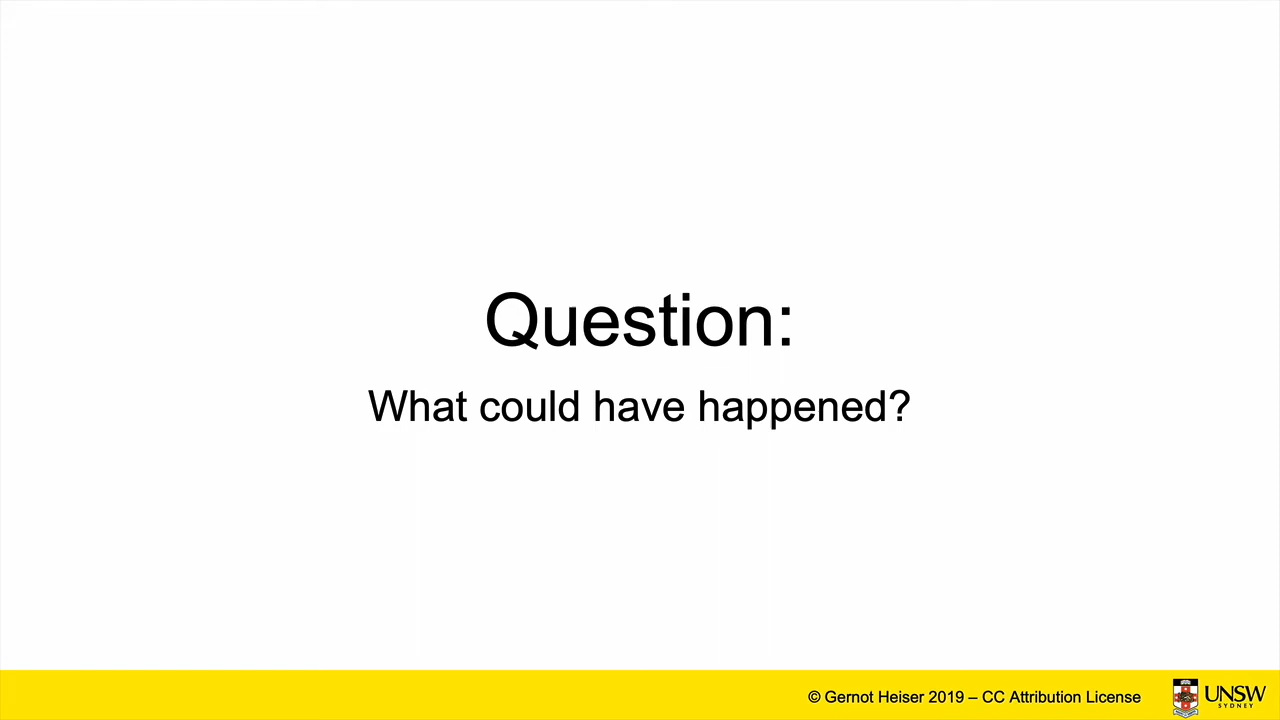 Question:
What could have happened?
© Gernot Heiser 2019 – CC Attribution License
UNSW
SYDNEY